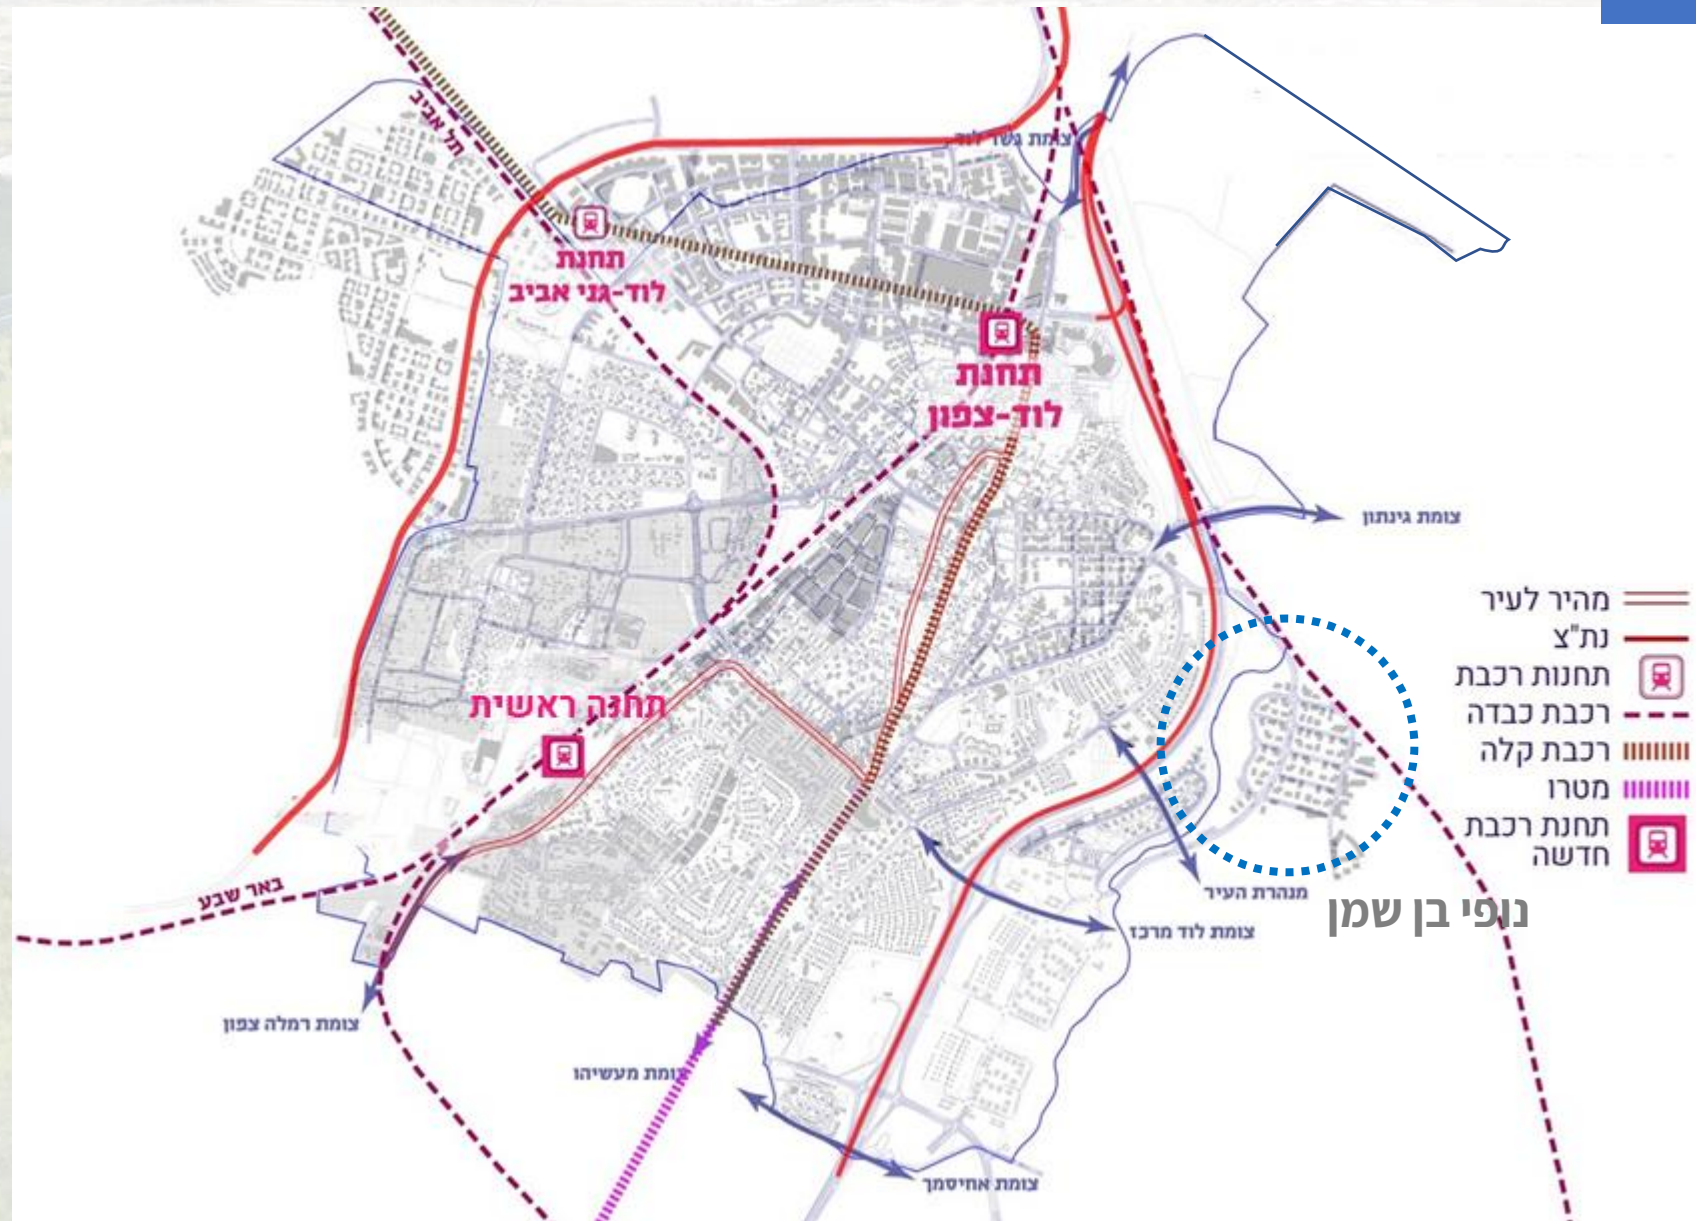 תל אביב
צומת גשר לוד
תחנת
לוד-גני אביב
תחנת
לוד-צפון
צומת גינתון
מהיר לעיר
נת"צ
תחנות רכבת
רכבת כבדה
רכבת קלה
מטרו
תחנת רכבת
חדשה
תחנה ראשית
באר שבע
מנהרת העיר
נופי בן שמן
צומת לוד מרכז
צומת רמלה צפון
צומת מעשיהו
צומת אחיסמך